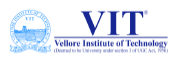 VIT®
Vellore Institute of Technology
(Deemed to be University under section 3 of UGC Act, 1956)